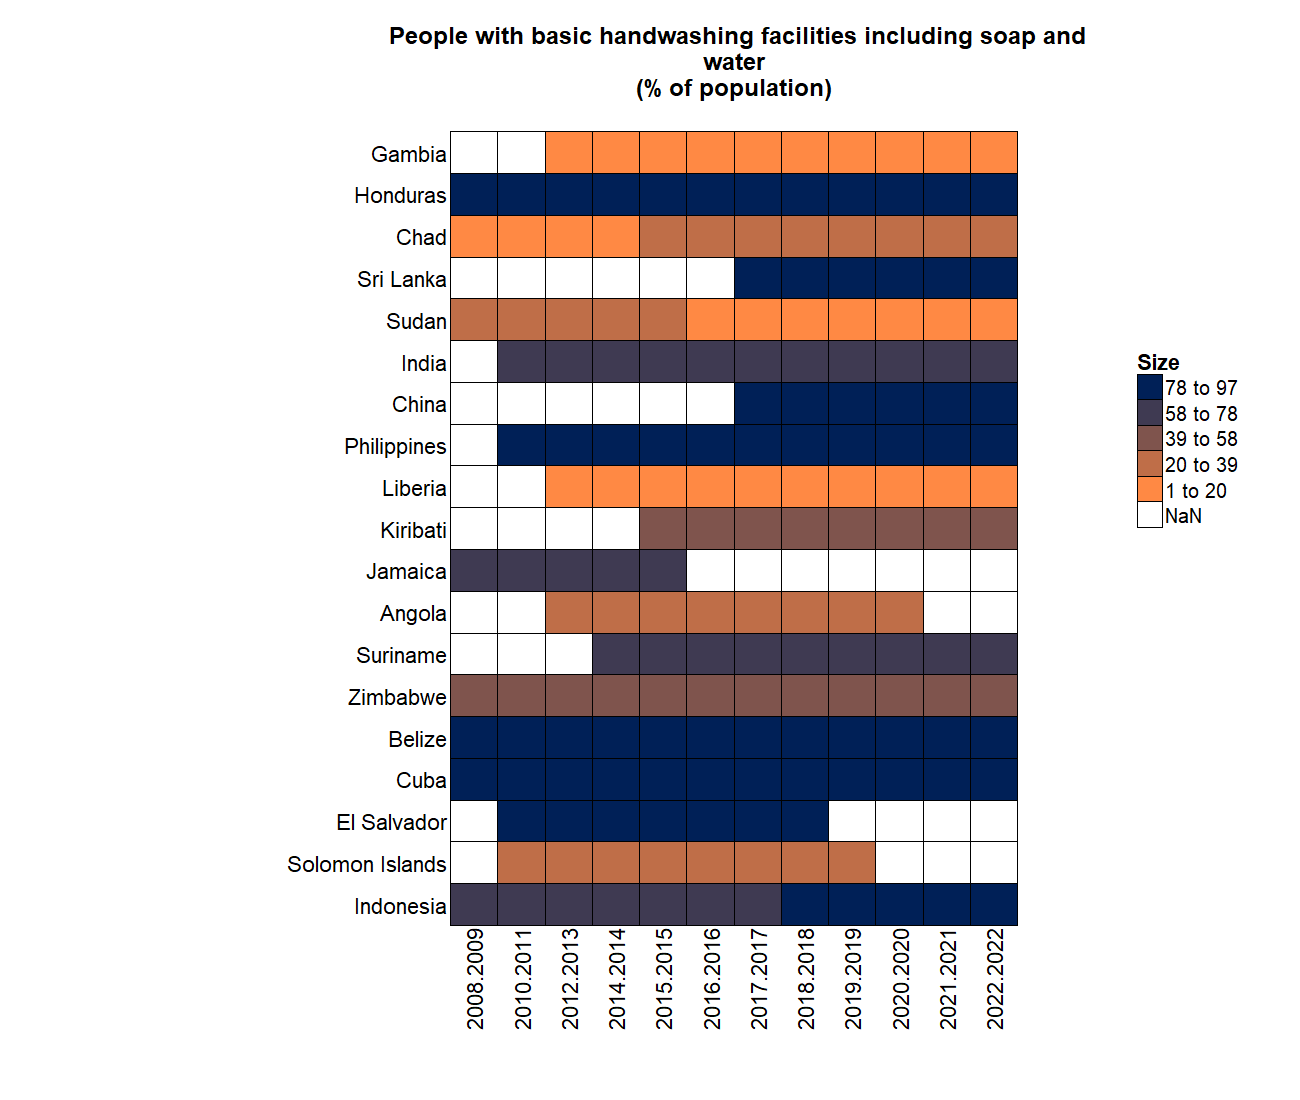 People with basic handwashing facilities including soap and
water
(% of population)
Gambia
Honduras
Chad
Sri Lanka
Sudan
India
China
Philippines
Liberia
Kiribati
Jamaica
Angola
Suriname
Zimbabwe
Belize
Cuba
El Salvador
Solomon Islands
Indonesia
2008.2009
2010.2011
2012.2013
2014.2014
2015.2015
2016.2016
2017.2017
2018.2018
2019.2019
2020.2020
2021.2021
2022.2022
Size
78 to 97
58 to 78
39 to 58
20 to 39
1 to 20
NaN